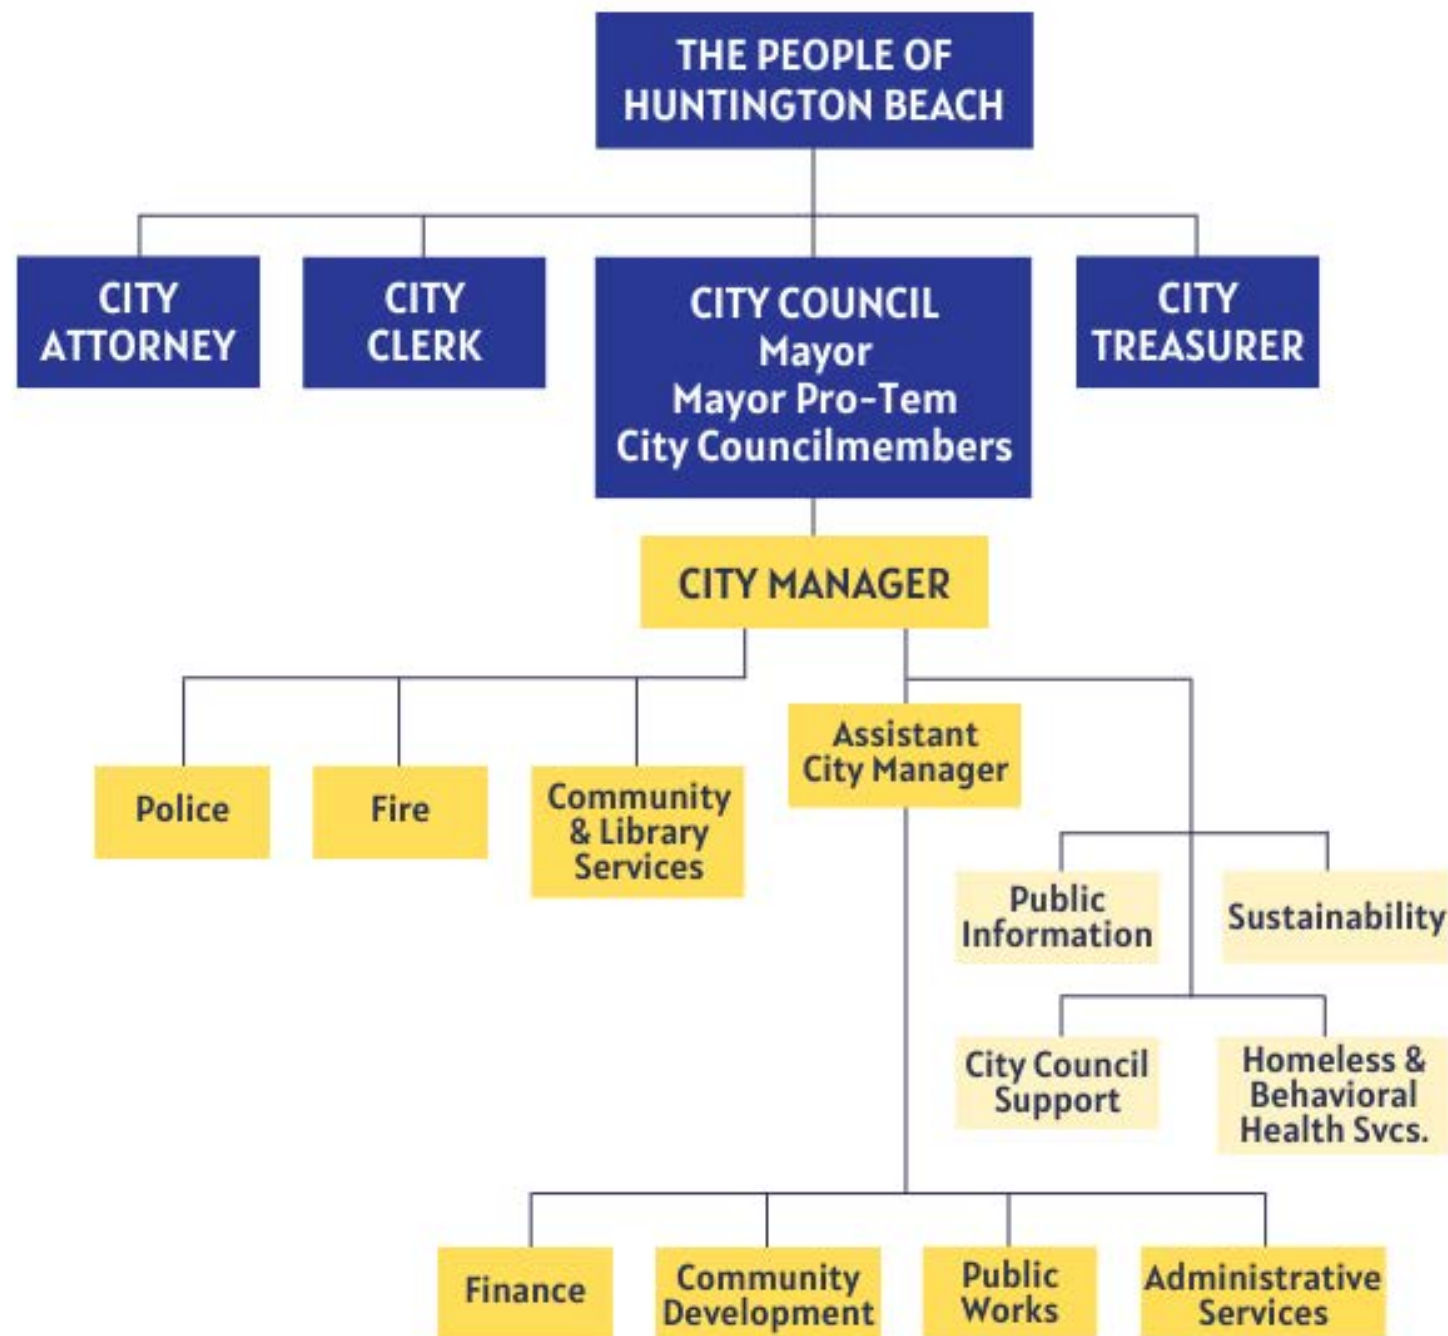 THE PEOPLE OF
HUNTINGTON BEACH
CITY
ATTORNEY
CITY
CLERK
CITY COUNCIL
Mayor
Mayor Pro-Tem
City Councilmembers
CITY
TREASURER
CITY MANAGER
Police
Fire
Community
& Library
Services
Assistant
City Manager
Public
Information
Sustainability
City Council
Support
Homeless &
Behavioral
Health Svcs.
Finance
Community
Development
Public
Works
Administrative
Services